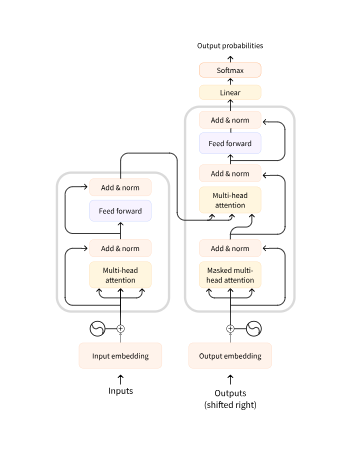 Output probabilities
Softmax
Linear
Add & norm
Feed forward
Add & norm
Multi-head
attention
Add & norm
Masked multi-
head attention
Output embedding
Outputs
(shifted right)
Add & norm
Feed forward
Add & norm
Multi-head
attention
Input embedding
Inputs